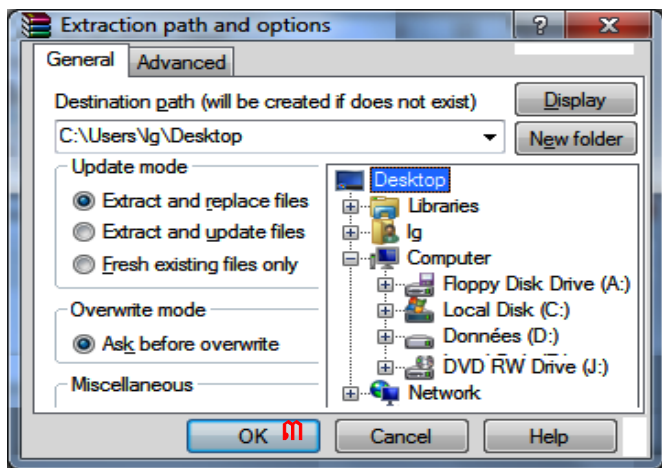 Extraction path and options
? X
General Advanced
Destination path (will be created if does not exist)
Display
C:\Users\lg\Desktop
New folder
Update mode
Extract and replace files
Extract and update files
Fresh existing files only
Overwrite mode
Ask before overwrite
Miscellaneous
Desktop
Libraries
lg
Computer
Floppy Disk Drive (A:)
Local Disk (C:)
Données (D:)
DVD RW Drive (J:)
Network
OK
Cancel
Help